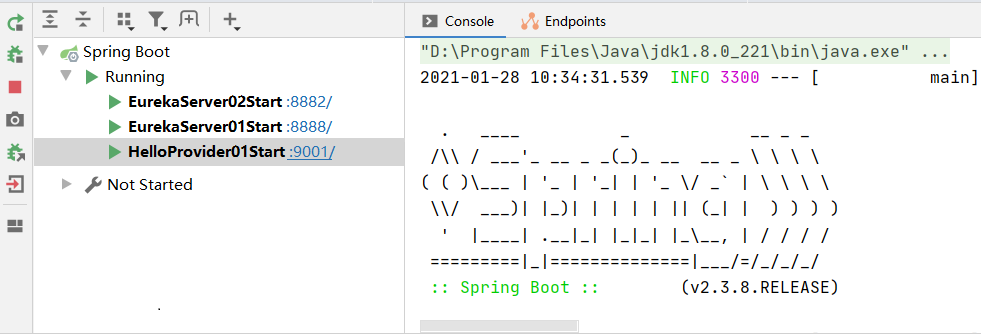 Console
Endpoints
Spring Boot
Running
EurekaServer02Start :8882/
EurekaServer01Start :8888/
HelloProvider01Start :9001/
Not Started
"D:\Program Files\Java\jdk1.8.0_221\bin\java.exe" ...
2021-01-28 10:34:31.539  INFO 3300 --- [           main]
  .   ____          _            __ _ _
 /\\ / ___'_ __ _ _(_)_ __  __ _ \ \ \ \
( ( )\___ | '_ | '_| | '_ \/ _` | \ \ \ \
 \\/  ___)| |_)| | | | | || (_| |  ) ) ) )
  '  |____| .__|_| |_|_| |_\__, | / / / /
 =========|_|==============|___/=/_/_/_/
 :: Spring Boot ::        (v2.3.8.RELEASE)